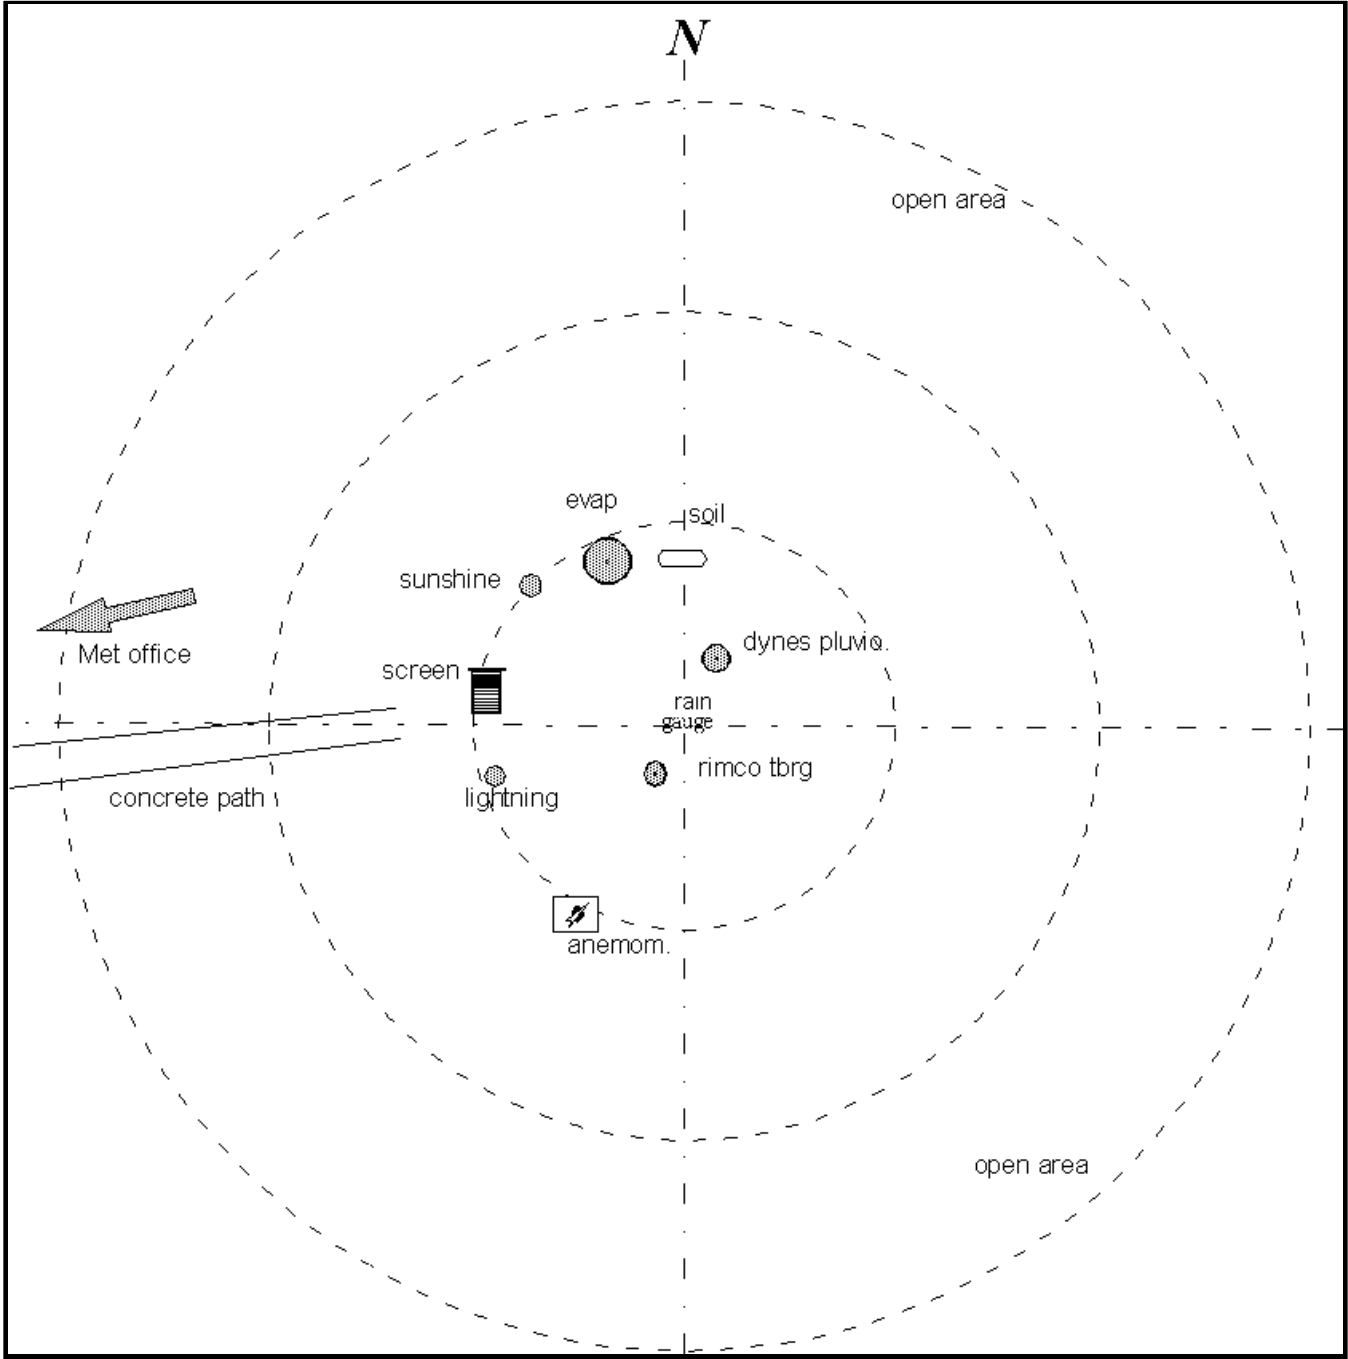 N
open area
evap
soil
sunshine
dynes pluvio.
Met office
screen
rain
gauge
rimco tbrg
concrete path
lightning
anemom.
open area